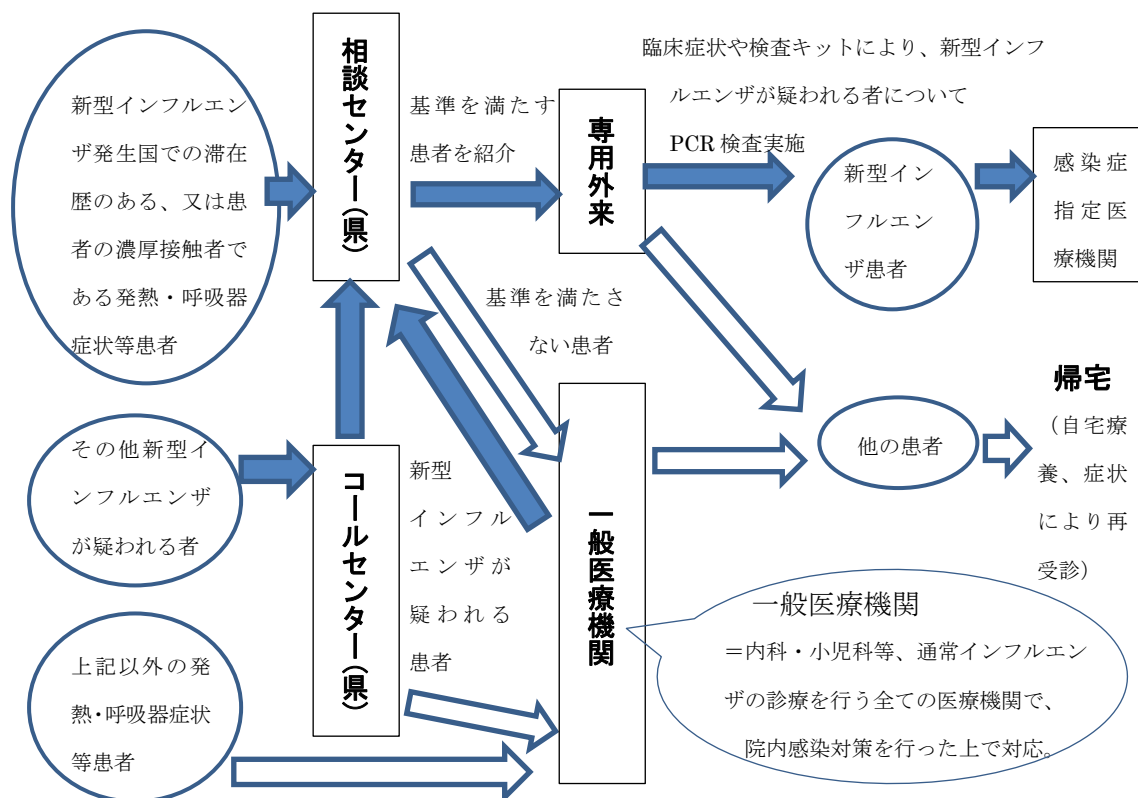 新型インフルエン
ザ発生国での滞在
歴のある、又は患
者の濃厚接触者で
ある発熱・呼吸器
症状等患者
相談センター(県)
基準を満たす
患者を紹介
専用外来
臨床症状や検査キットにより、新型インフ
ルエンザが疑われる者について
PCR 検査実施
新型イン
フルエン
ザ患者
感染症
指定医
療機関
基準を満たさ
ない患者
その他新型イ
ンフルエンザ
が疑われる者
コールセンター(県)
新型
インフル
エンザが
疑われる
患者
一般医療機関
他の患者
帰宅
(自宅療
養、症状
により再
受診)
上記以外の発
熱・呼吸器症状
等患者
一般医療機関
=内科・小児科等、通常インフルエン
ザの診療を行う全ての医療機関で、
院内感染対策を行った上で対応。